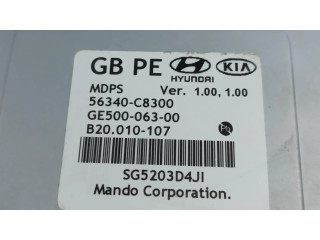 GB PE HYUNDAI KIA
MDPS Ver. 1.00, 1.00
56340-C8300
GE500-063-00
B20.010-107
SG5203D4JI
Mando Corporation.